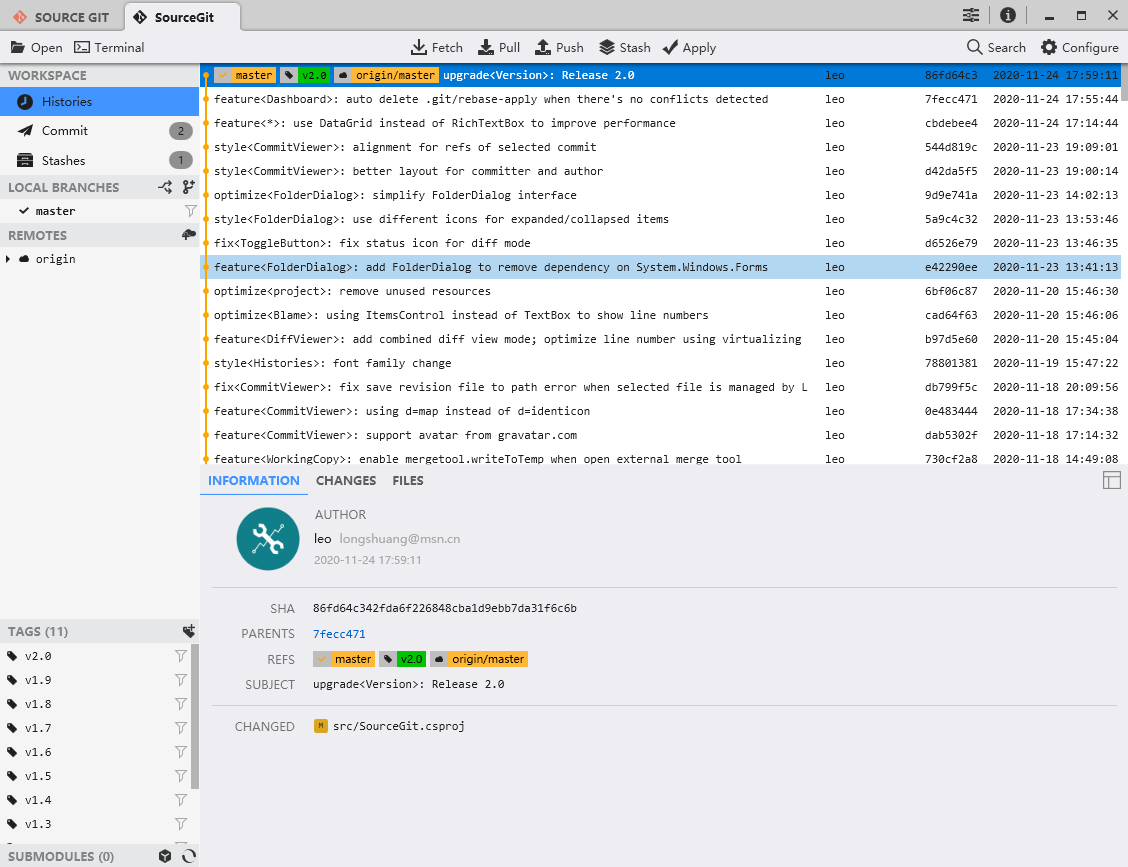 SOURCE GIT SourceGit
Open Terminal Fetch Pull Push Stash Apply Search Configure
WORKSPACE
Histories
Commit 2
Stashes 1
LOCAL BRANCHES
master
REMOTES
origin
TAGS (11)
v2.0
v1.9
v1.8
v1.7
v1.6
v1.5
v1.4
v1.3
SUBMODULES (0)
master v2.0 origin/master upgrade<Version>: Release 2.0 leo 86fd64c3 2020-11-24 17:59:11
feature<Dashboard>: auto delete .git/rebase-apply when there's no conflicts detected leo 7fecc471 2020-11-24 17:55:44
feature<*>: use DataGrid instead of RichTextBox to improve performance leo cbdebee4 2020-11-24 17:14:44
style<CommitViewer>: alignment for refs of selected commit leo 544d819c 2020-11-23 19:09:01
style<CommitViewer>: better layout for committer and author leo d42da5f5 2020-11-23 19:00:14
optimize<FolderDialog>: simplify FolderDialog interface leo 9d9e741a 2020-11-23 14:02:13
style<FolderDialog>: use different icons for expanded/collapsed items leo 5a9c4c32 2020-11-23 13:53:46
fix<ToggleButton>: fix status icon for diff mode leo d6526e79 2020-11-23 13:46:35
feature<FolderDialog>: add FolderDialog to remove dependency on System.Windows.Forms leo e42290ee 2020-11-23 13:41:13
optimize<project>: remove unused resources leo 6bf06c87 2020-11-20 15:46:30
optimize<Blame>: using ItemsControl instead of TextBox to show line numbers leo cad64f63 2020-11-20 15:46:06
feature<DiffViewer>: add combined diff view mode; optimize line number using virtualizing leo b97d5e60 2020-11-20 15:45:04
style<Histories>: font family change leo 78801381 2020-11-19 15:47:22
fix<CommitViewer>: fix save revision file to path error when selected file is managed by L leo db799f5c 2020-11-18 20:09:56
feature<CommitViewer>: using d=map instead of d=identicon leo 0e483444 2020-11-18 17:34:38
feature<CommitViewer>: support avatar from gravatar.com leo dab5302f 2020-11-18 17:14:32
feature<WorkingCopy>: enable mergetool.writeToTemp when open external merge tool leo 730cf2a8 2020-11-18 14:49:08
INFORMATION CHANGES FILES
AUTHOR
leo longshuang@msn.cn
2020-11-24 17:59:11
SHA 86fd64c342fda6f226848cba1d9ebb7da31f6c6b
PARENTS 7fecc471
REFS master v2.0 origin/master
SUBJECT upgrade<Version>: Release 2.0
CHANGED M src/SourceGit.csproj